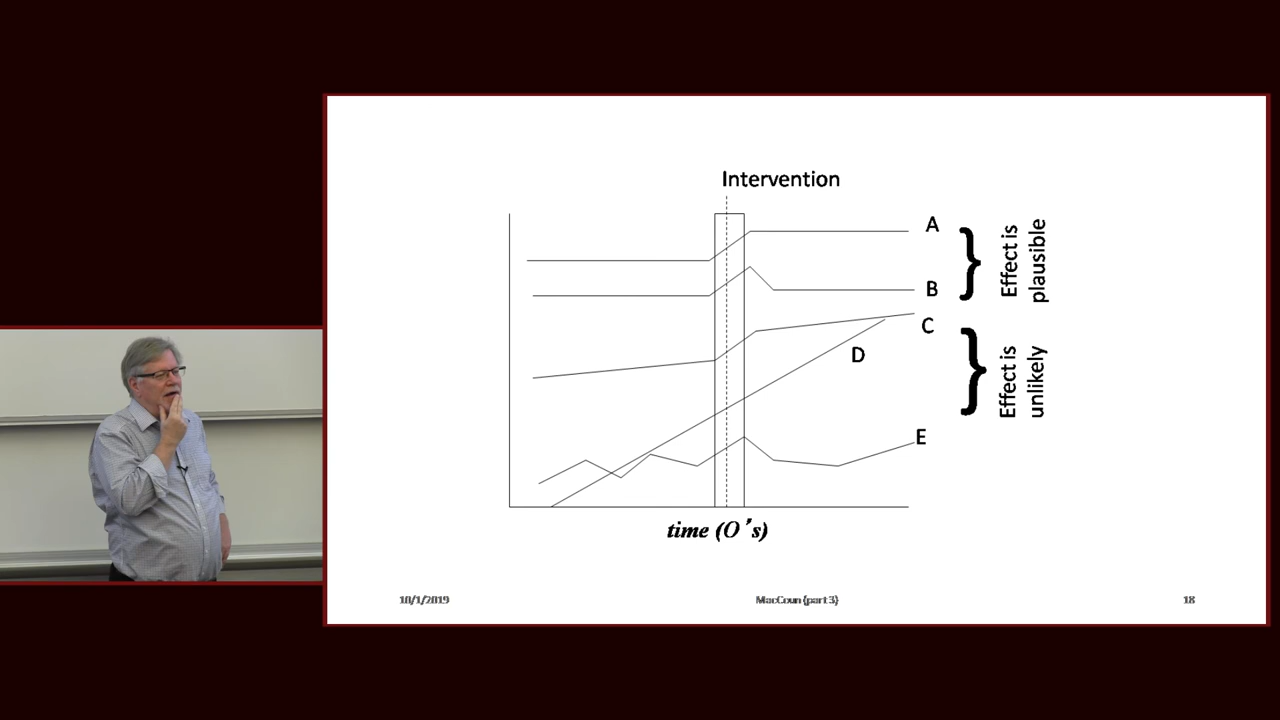 Intervention
A
B
C
D
E
Effect is
plausible
Effect is
unlikely
time (O's)
10/1/2019
MacCoun (part 3)
18